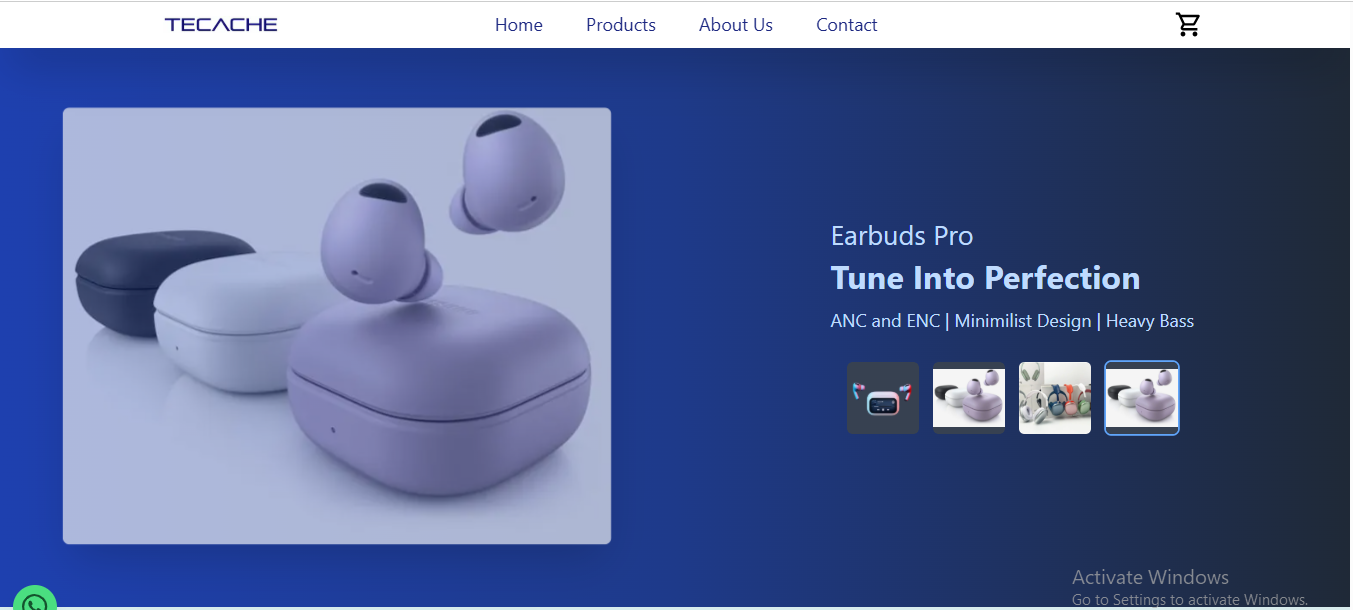 TECACHE
Home
Products
About Us
Contact
Earbuds Pro
Tune Into Perfection
ANC and ENC | Minimilist Design | Heavy Bass
Activate Windows
Go to Settings to activate Windows.